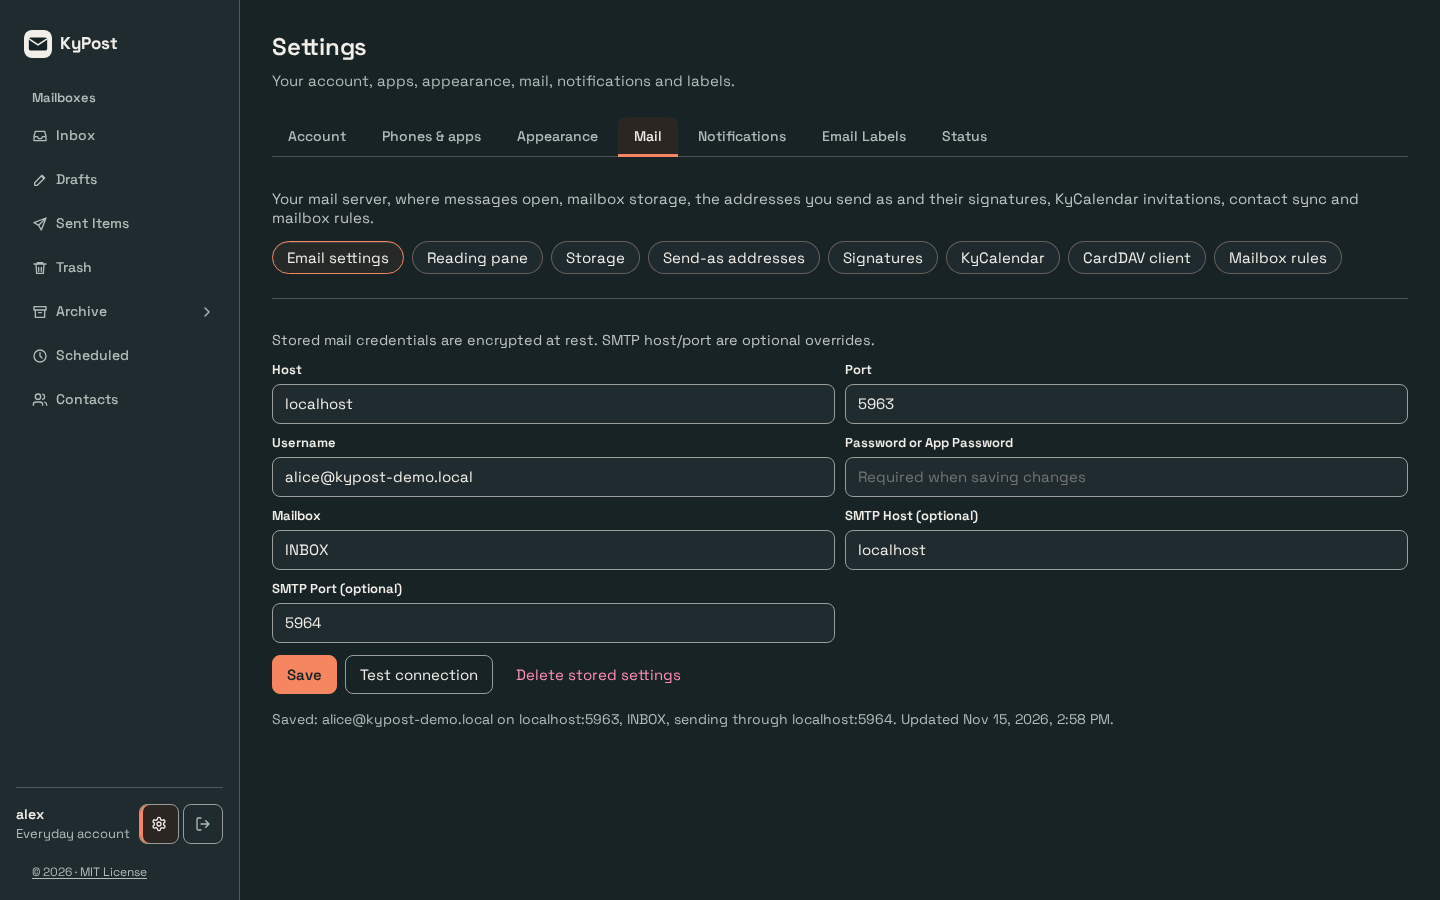 KyPost
Mailboxes
Inbox
Drafts
Sent Items
Trash
Archive
Scheduled
Contacts
alex
Everyday account
© 2026 · MIT License
Settings
Your account, apps, appearance, mail, notifications and labels.
Account
Phones & apps
Appearance
Mail
Notifications
Email Labels
Status
Your mail server, where messages open, mailbox storage, the addresses you send as and their signatures, KyCalendar invitations, contact sync and
mailbox rules.
Email settings
Reading pane
Storage
Send-as addresses
Signatures
KyCalendar
CardDAV client
Mailbox rules
Stored mail credentials are encrypted at rest. SMTP host/port are optional overrides.
Host
localhost
Port
5963
Username
alice@kypost-demo.local
Password or App Password
Required when saving changes
Mailbox
INBOX
SMTP Host (optional)
localhost
SMTP Port (optional)
5964
Save
Test connection
Delete stored settings
Saved: alice@kypost-demo.local on localhost:5963, INBOX, sending through localhost:5964. Updated Nov 15, 2026, 2:58 PM.